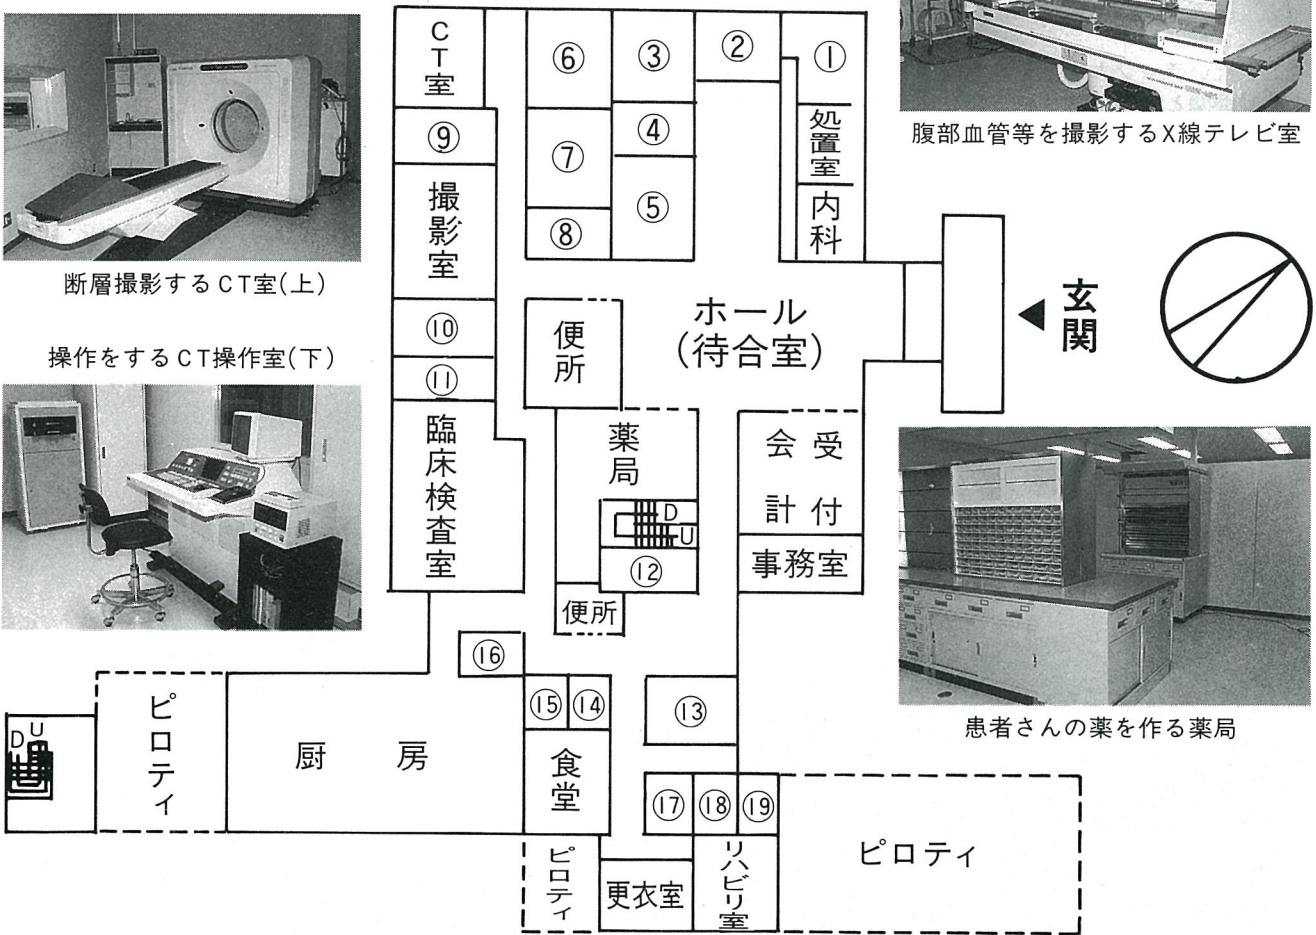 断層撮影するCT室(上)
操作をするCT操作室(下)
腹部血管等を撮影するX線テレビ室
患者さんの薬を作る薬局
CT室
⑥
③
②
①
⑨
④
処置室
⑦
⑤
内科
撮影室
⑧
⑩
便所
ホール
(待合室)
玄関
⑪
臨床検査室
薬局
会計
受付
D
U
⑫
事務室
便所
⑯
⑮
⑭
⑬
ピロティ
D
U
厨房
食堂
⑰
⑱
⑲
ピロティ
更衣室
リハビリ室
ピロティ